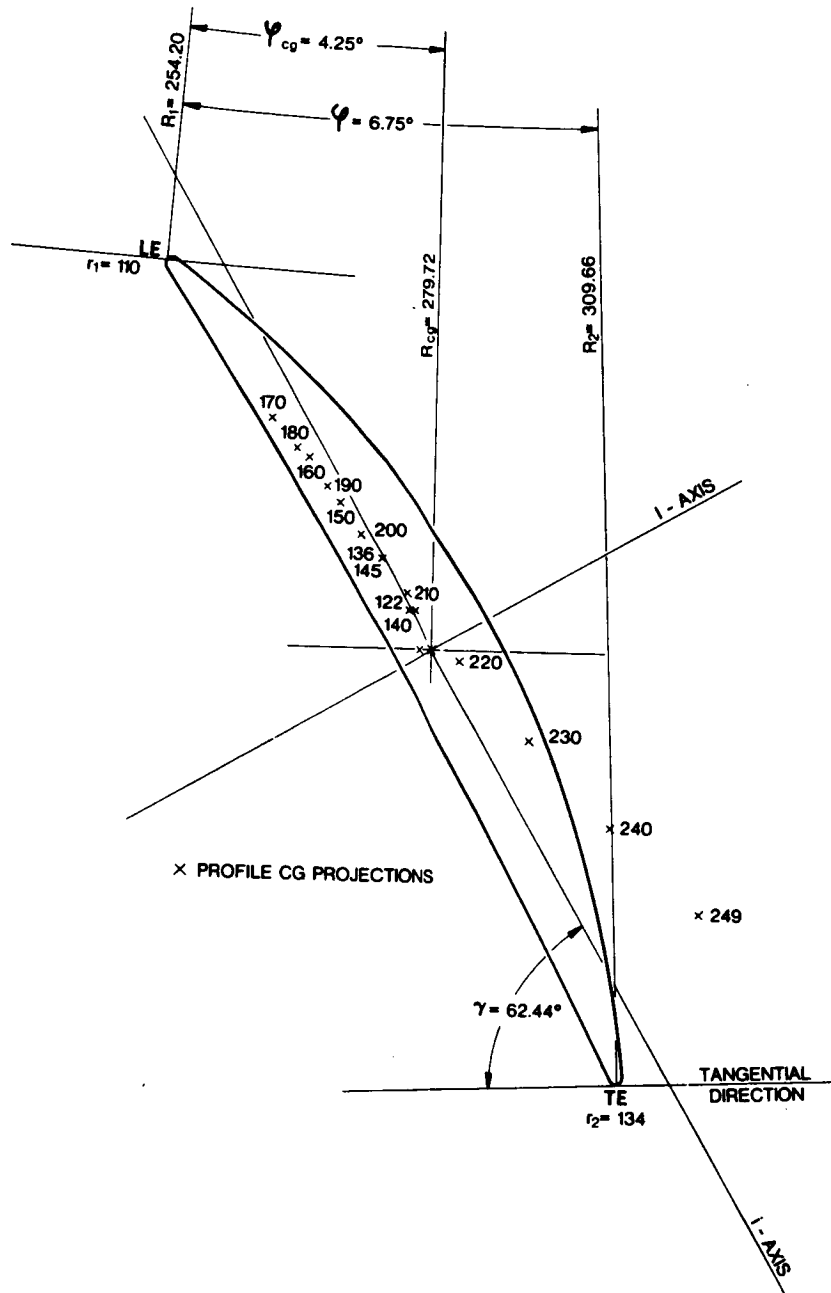 φcg = 4.25°
R₁ = 254.20
φ = 6.75°
LE
r₁= 110
Rcg = 279.72
R₂ = 309.66
170
180
160
190
150
200
136
145
210
122
140
220
230
240
249
I - AXIS
× PROFILE CG PROJECTIONS
γ = 62.44°
TANGENTIAL
DIRECTION
TE
r₂= 134
i - AXIS